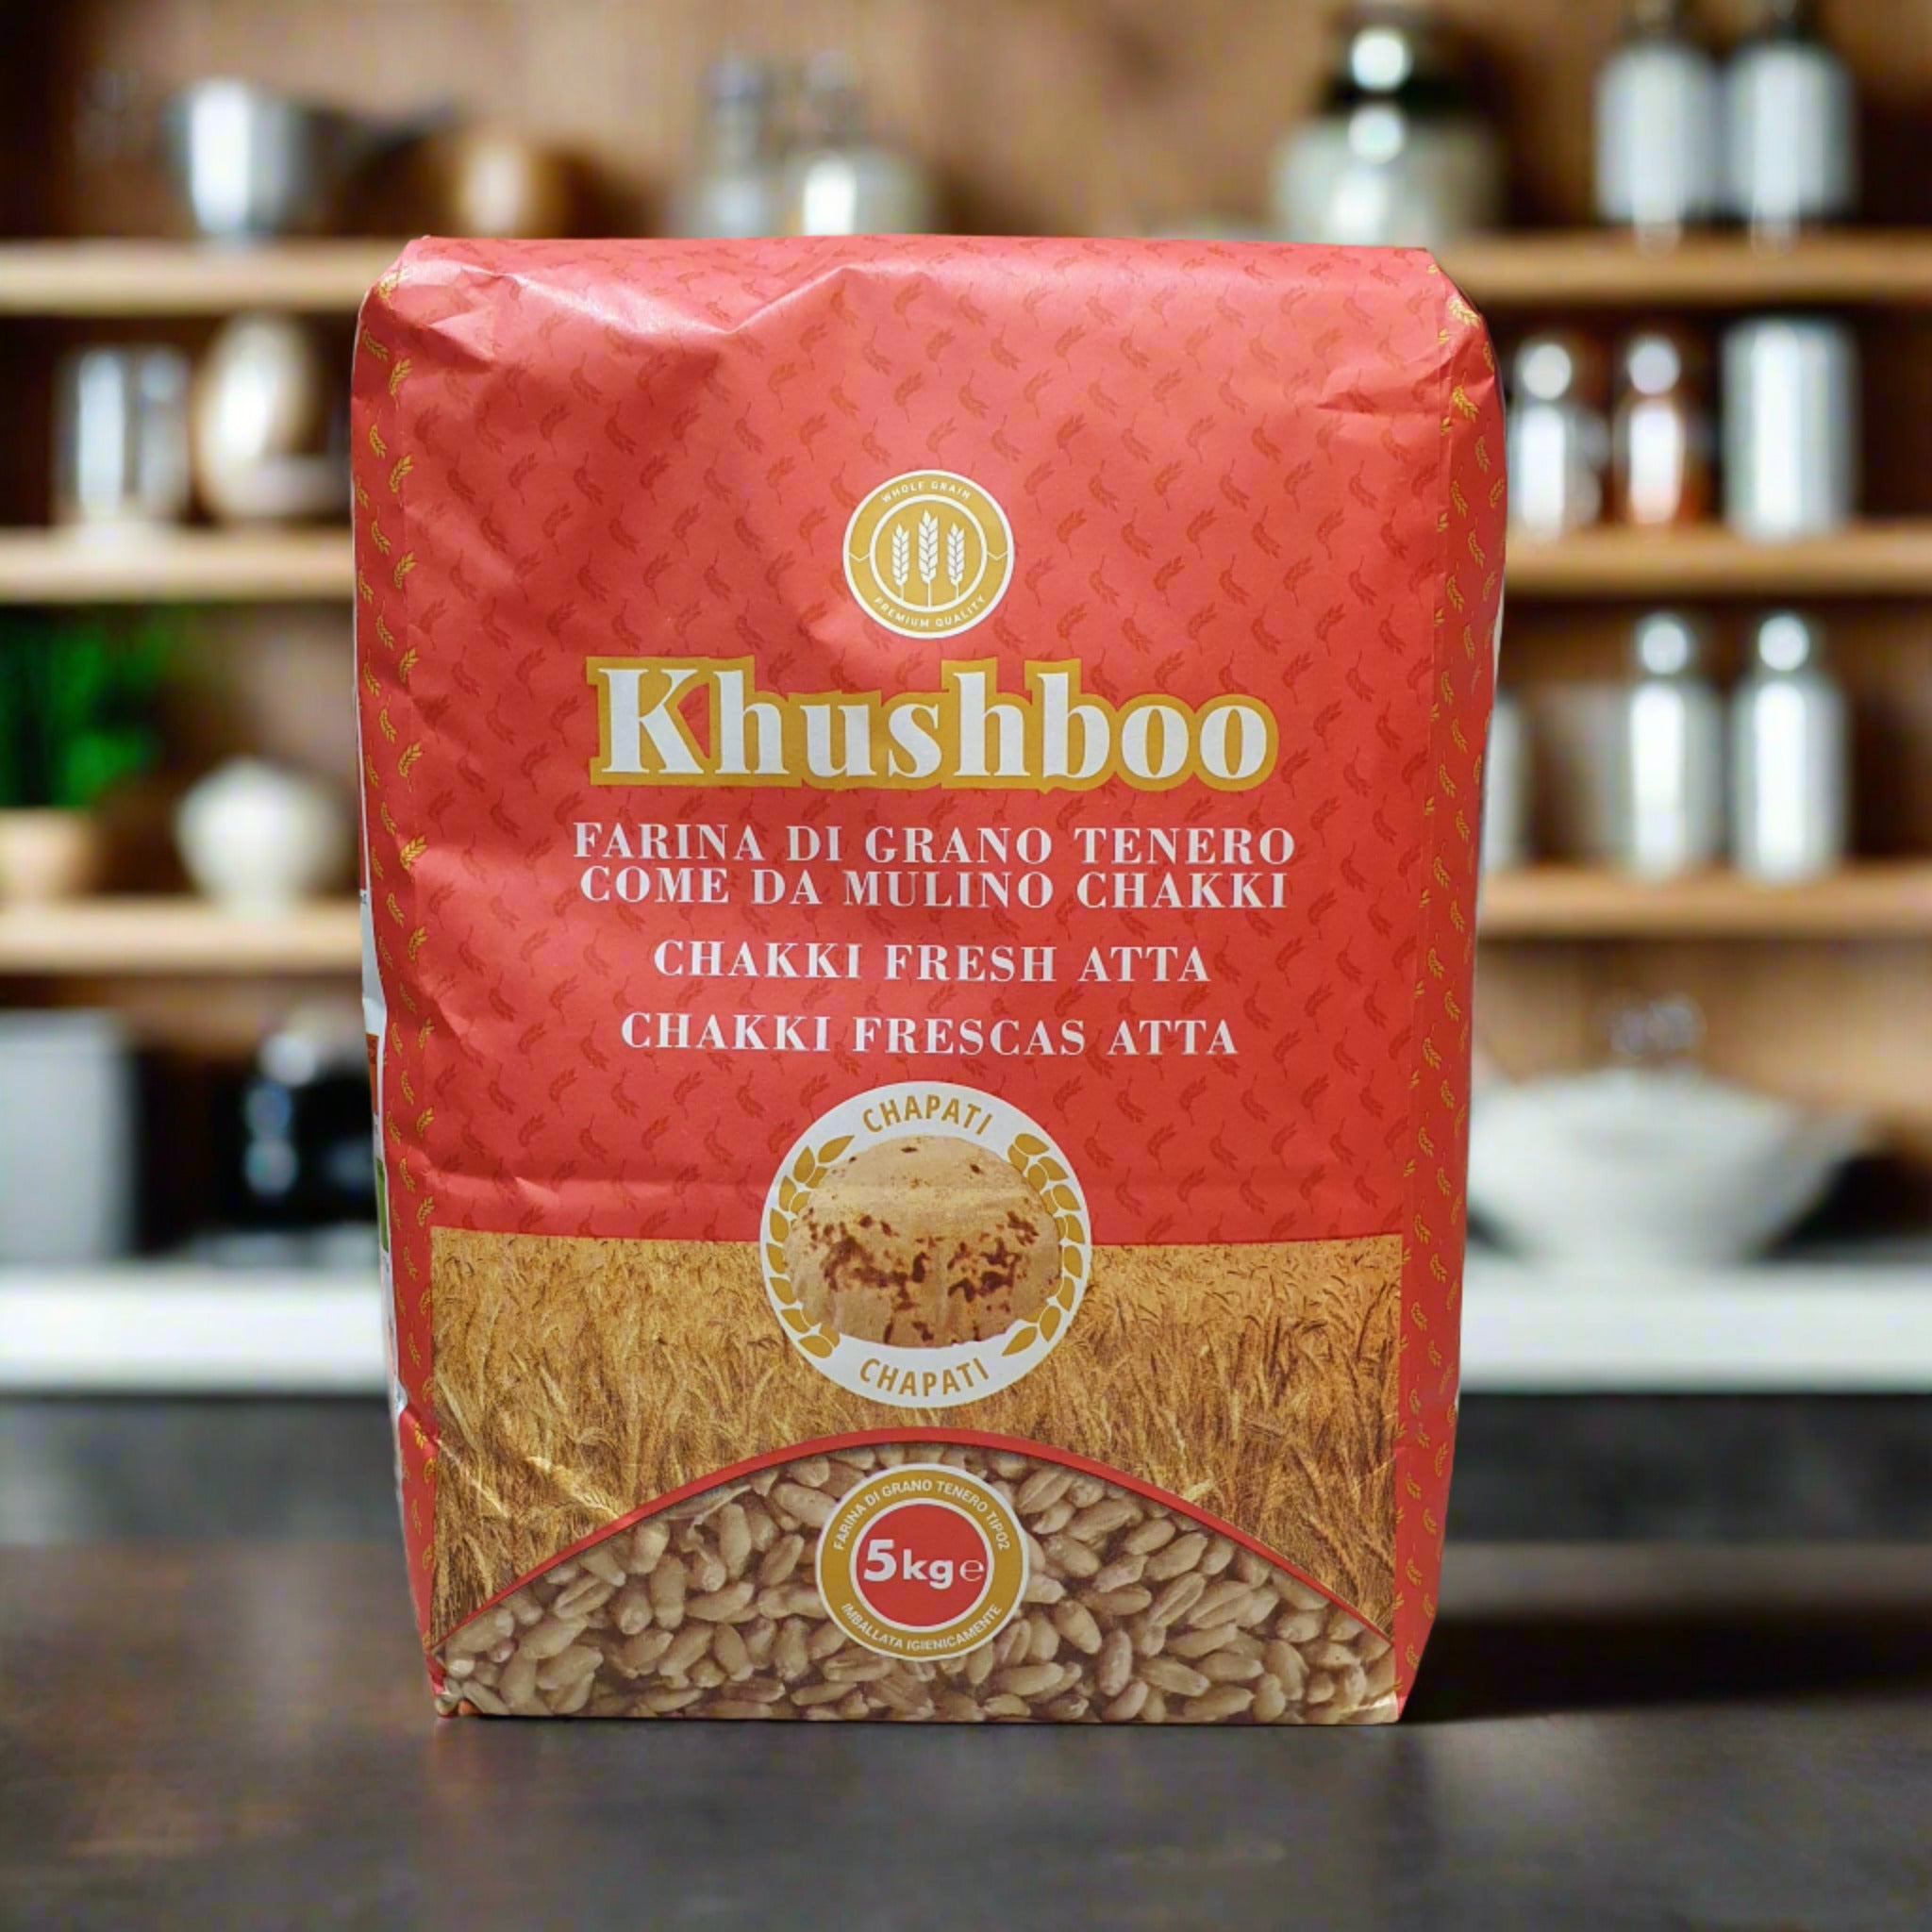 WHOLE GRAIN
PREMIUM QUALITY
Khushboo
FARINA DI GRANO TENERO
COME DA MULINO CHAKKI
CHAKKI FRESH ATTA
CHAKKI FRESCAS ATTA
CHAPATI
CHAPATI
FARINA DI GRANO TENERO TIPO2
5kg e
IMBALLATA IGIENICAMENTE